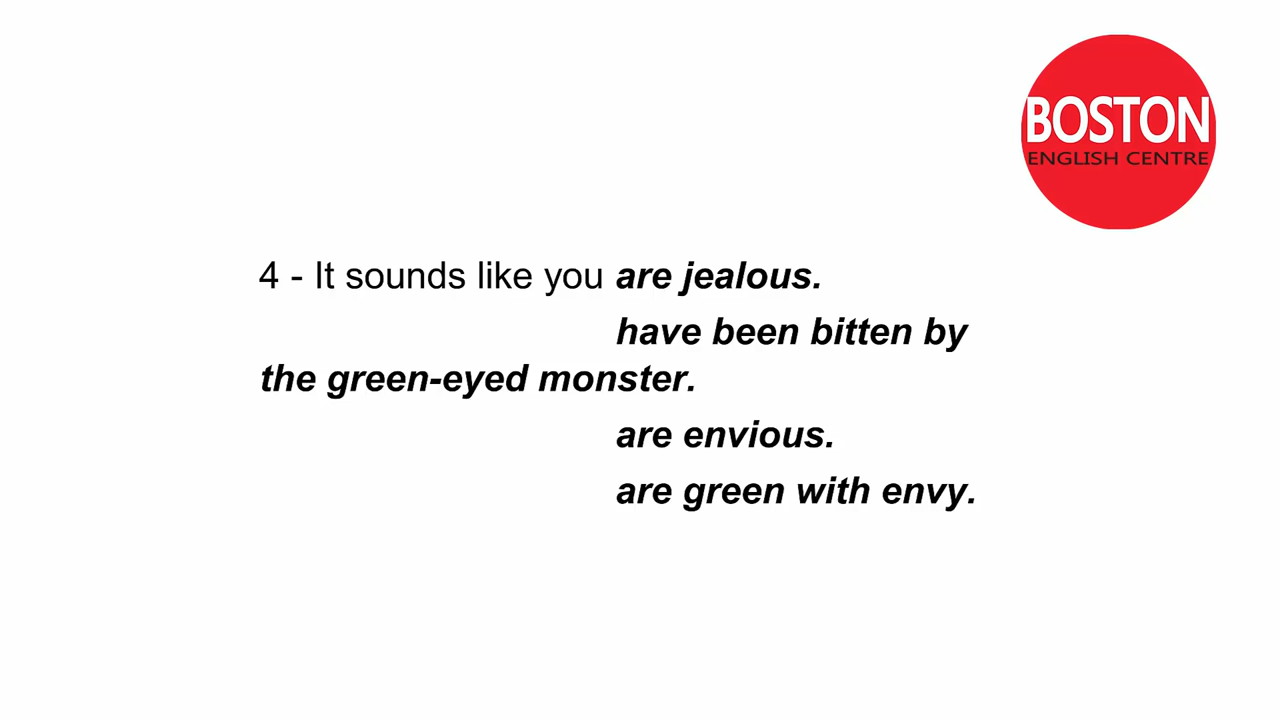 BOSTON
ENGLISH CENTRE
4 - It sounds like you are jealous.
have been bitten by
the green-eyed monster.
are envious.
are green with envy.